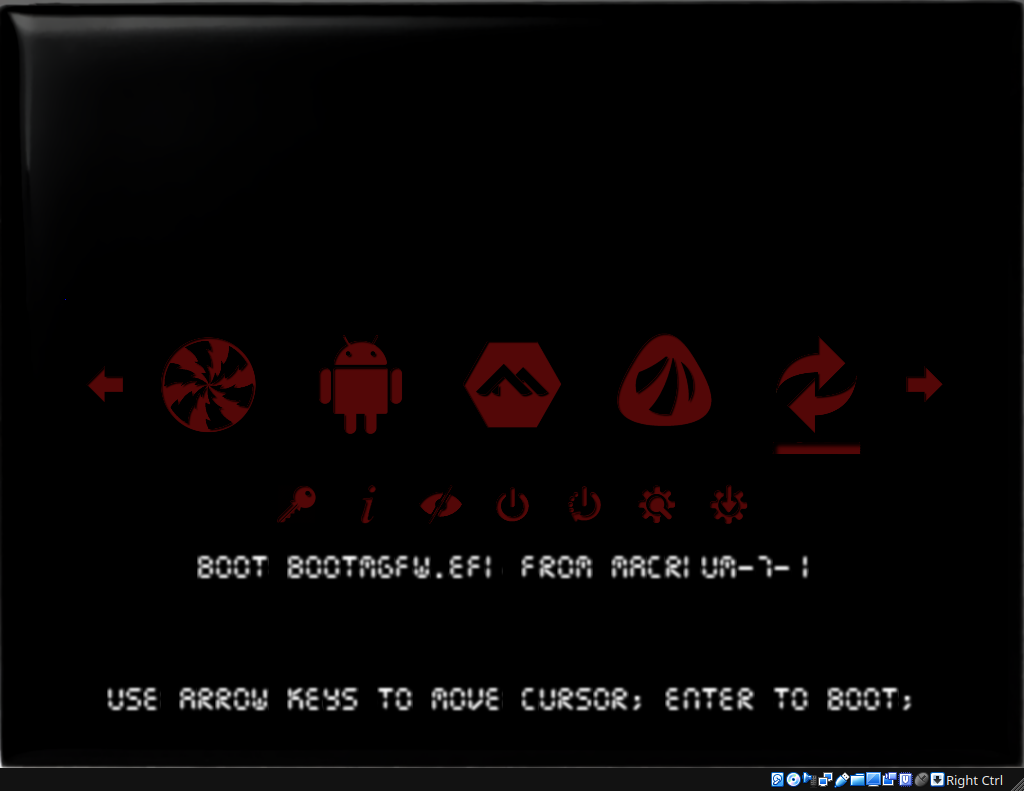 BOOT BOOTMGFW.EFI FROM MACRIUM-7-1
USE ARROW KEYS TO MOVE CURSOR; ENTER TO BOOT;
Right Ctrl